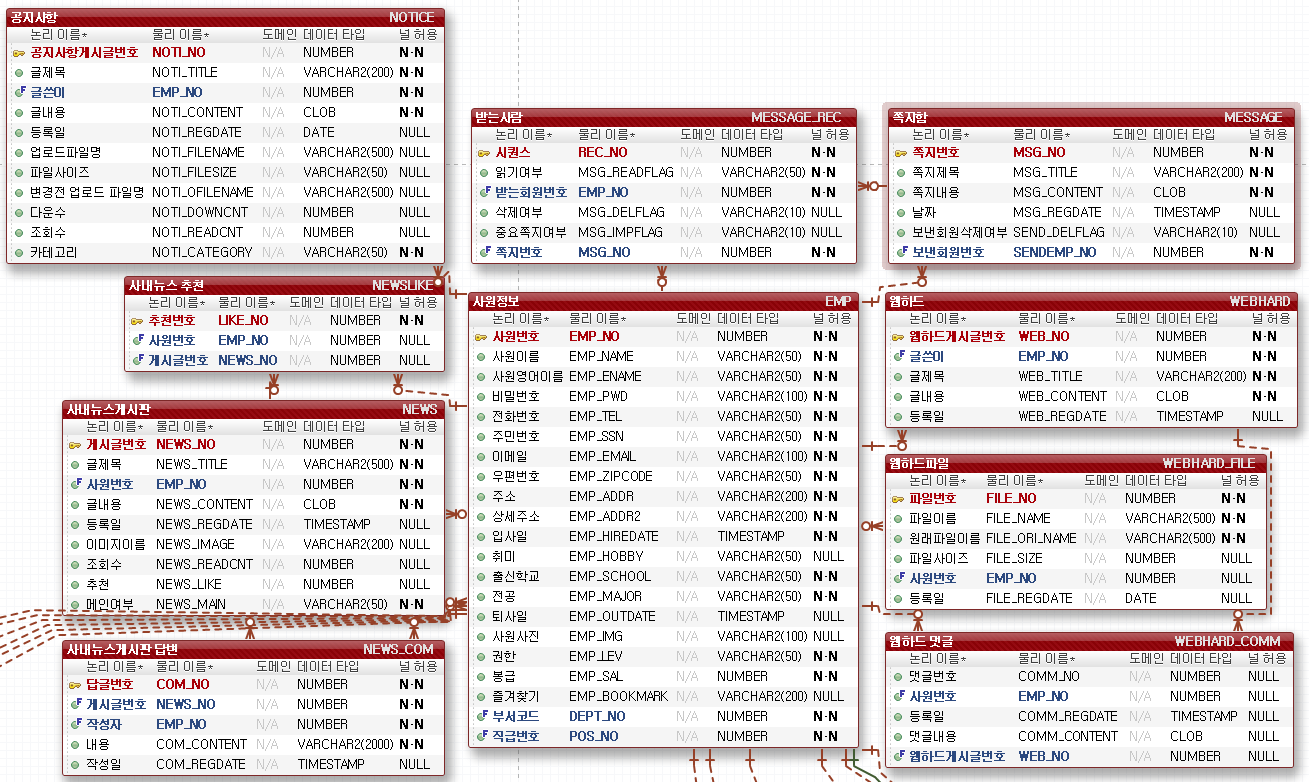 공지사항 NOTICE
논리 이름* 물리 이름* 도메인 데이터 타입 널 허용
공지사항게시글번호 NOTI_NO N/A NUMBER N-N
글제목 NOTI_TITLE N/A VARCHAR2(200) N-N
글쓴이 EMP_NO N/A NUMBER N-N
글내용 NOTI_CONTENT N/A CLOB N-N
등록일 NOTI_REGDATE N/A DATE NULL
업로드파일명 NOTI_FILENAME N/A VARCHAR2(500) NULL
파일사이즈 NOTI_FILESIZE N/A VARCHAR2(50) NULL
변경전 업로드 파일명 NOTI_OFILENAME N/A VARCHAR2(500) NULL
다운수 NOTI_DOWNCNT N/A NUMBER NULL
조회수 NOTI_READCNT N/A NUMBER NULL
카테고리 NOTI_CATEGORY N/A VARCHAR2(50) N-N
받는사람 MESSAGE_REC
논리 이름* 물리 이름* 도메인 데이터 타입 널 허용
시퀀스 REC_NO N/A NUMBER N-N
읽기여부 MSG_READFLAG N/A VARCHAR2(50) N-N
받는회원번호 EMP_NO N/A NUMBER N-N
삭제여부 MSG_DELFLAG N/A VARCHAR2(10) NULL
중요쪽지여부 MSG_IMPFLAG N/A VARCHAR2(10) NULL
쪽지번호 MSG_NO N/A NUMBER N-N
쪽지함 MESSAGE
논리 이름* 물리 이름* 도메인 데이터 타입 널 허용
쪽지번호 MSG_NO N/A NUMBER N-N
쪽지제목 MSG_TITLE N/A VARCHAR2(200) N-N
쪽지내용 MSG_CONTENT N/A CLOB N-N
날짜 MSG_REGDATE N/A TIMESTAMP NULL
보낸회원삭제여부 SEND_DELFLAG N/A VARCHAR2(10) NULL
보낸회원번호 SENDEMP_NO N/A NUMBER N-N
사내뉴스 추천 NEWSLIKE
논리 이름* 물리 이름* 도메인 데이터 타입 널 허용
추천번호 LIKE_NO N/A NUMBER N-N
사원번호 EMP_NO N/A NUMBER N-N
게시글번호 NEWS_NO N/A NUMBER N-N
사내뉴스게시판 NEWS
논리 이름* 물리 이름* 도메인 데이터 타입 널 허용
게시글번호 NEWS_NO N/A NUMBER N-N
글제목 NEWS_TITLE N/A VARCHAR2(500) N-N
사원번호 EMP_NO N/A NUMBER N-N
글내용 NEWS_CONTENT N/A CLOB N-N
등록일 NEWS_REGDATE N/A TIMESTAMP NULL
이미지이름 NEWS_IMAGE N/A VARCHAR2(200) NULL
조회수 NEWS_READCNT N/A NUMBER NULL
추천 NEWS_LIKE N/A NUMBER NULL
메인여부 NEWS_MAIN N/A VARCHAR2(50) N-N
사내뉴스게시판 답변 NEWS_COM
논리 이름* 물리 이름* 도메인 데이터 타입 널 허용
답글번호 COM_NO N/A NUMBER N-N
게시글번호 NEWS_NO N/A NUMBER N-N
작성자 EMP_NO N/A NUMBER N-N
내용 COM_CONTENT N/A VARCHAR2(2000) N-N
작성일 COM_REGDATE N/A TIMESTAMP NULL
사원정보 EMP
논리 이름* 물리 이름* 도메인 데이터 타입 널 허용
사원번호 EMP_NO N/A NUMBER N-N
사원이름 EMP_NAME N/A VARCHAR2(50) N-N
사원영어이름 EMP_ENAME N/A VARCHAR2(50) N-N
비밀번호 EMP_PWD N/A VARCHAR2(100) N-N
전화번호 EMP_TEL N/A VARCHAR2(50) N-N
주민번호 EMP_SSN N/A VARCHAR2(50) N-N
이메일 EMP_EMAIL N/A VARCHAR2(100) N-N
우편번호 EMP_ZIPCODE N/A VARCHAR2(50) N-N
주소 EMP_ADDR N/A VARCHAR2(200) N-N
상세주소 EMP_ADDR2 N/A VARCHAR2(200) N-N
입사일 EMP_HIREDATE N/A TIMESTAMP N-N
취미 EMP_HOBBY N/A VARCHAR2(50) NULL
출신학교 EMP_SCHOOL N/A VARCHAR2(50) N-N
전공 EMP_MAJOR N/A VARCHAR2(50) N-N
퇴사일 EMP_OUTDATE N/A TIMESTAMP NULL
사원사진 EMP_IMG N/A VARCHAR2(100) NULL
권한 EMP_LEV N/A VARCHAR2(50) N-N
봉급 EMP_SAL N/A NUMBER N-N
즐겨찾기 EMP_BOOKMARK N/A VARCHAR2(200) NULL
부서코드 DEPT_NO N/A NUMBER N-N
직급번호 POS_NO N/A NUMBER N-N
웹하드 WEBHARD
논리 이름* 물리 이름* 도메인 데이터 타입 널 허용
웹하드게시글번호 WEB_NO N/A NUMBER N-N
글쓴이 EMP_NO N/A NUMBER N-N
글제목 WEB_TITLE N/A VARCHAR2(200) N-N
글내용 WEB_CONTENT N/A CLOB N-N
등록일 WEB_REGDATE N/A TIMESTAMP NULL
웹하드파일 WEBHARD_FILE
논리 이름* 물리 이름* 도메인 데이터 타입 널 허용
파일번호 FILE_NO N/A NUMBER N-N
파일이름 FILE_NAME N/A VARCHAR2(500) N-N
원래파일이름 FILE_ORI_NAME N/A VARCHAR2(500) N-N
파일사이즈 FILE_SIZE N/A NUMBER NULL
사원번호 EMP_NO N/A NUMBER N-N
등록일 FILE_REGDATE N/A DATE NULL
웹하드 댓글 WEBHARD_COMM
논리 이름* 물리 이름* 도메인 데이터 타입 널 허용
댓글번호 COMM_NO N/A NUMBER NULL
사원번호 EMP_NO N/A NUMBER NULL
등록일 COMM_REGDATE N/A TIMESTAMP NULL
댓글내용 COMM_CONTENT N/A CLOB NULL
웹하드게시글번호 WEB_NO N/A NUMBER NULL